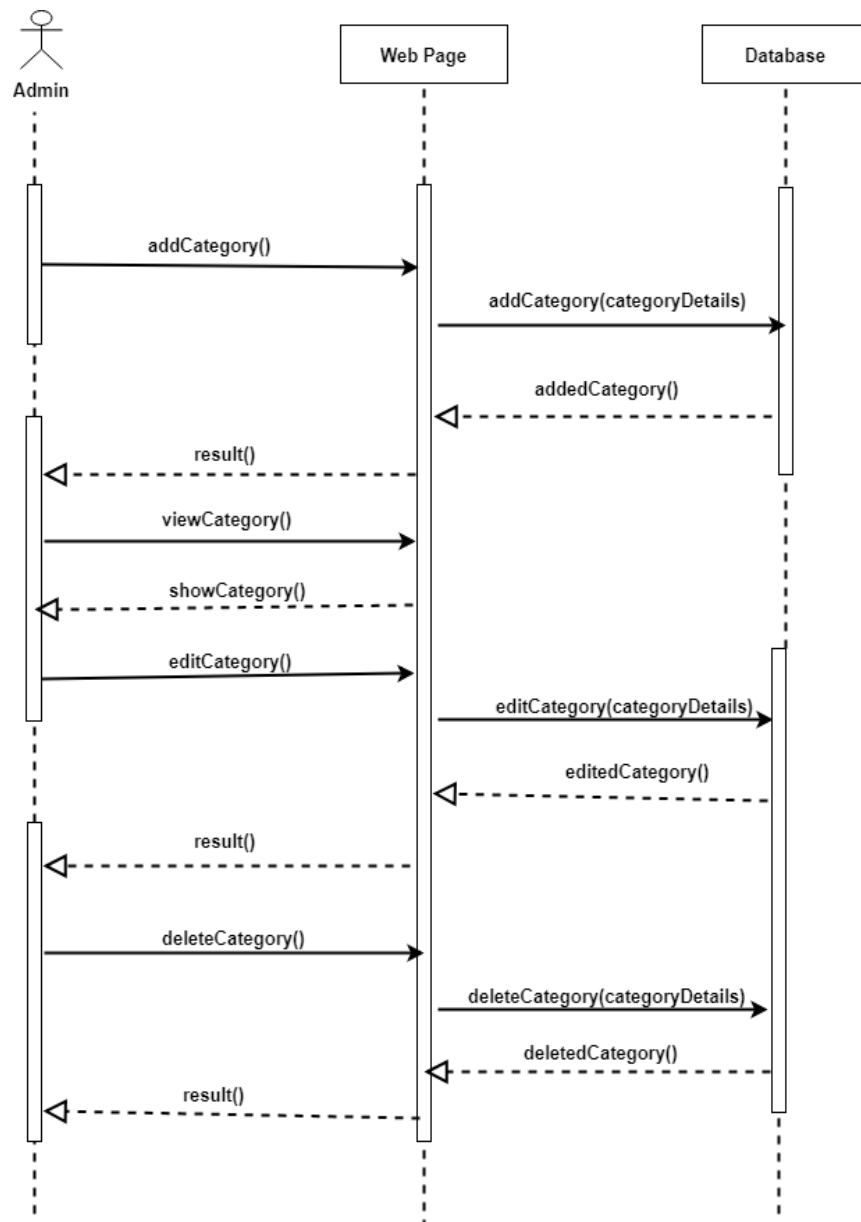 Admin
Web Page
Database
addCategory()
addCategory(categoryDetails)
addedCategory()
result()
viewCategory()
showCategory()
editCategory()
editCategory(categoryDetails)
editedCategory()
result()
deleteCategory()
deleteCategory(categoryDetails)
deletedCategory()
result()